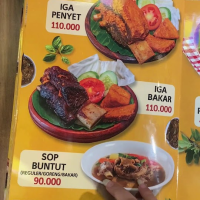 IGA
PENYET
110.000
IGA
BAKAR
110.000
SOP
BUNTUT
(REGULER/GORENG/BAKAR)
90.000